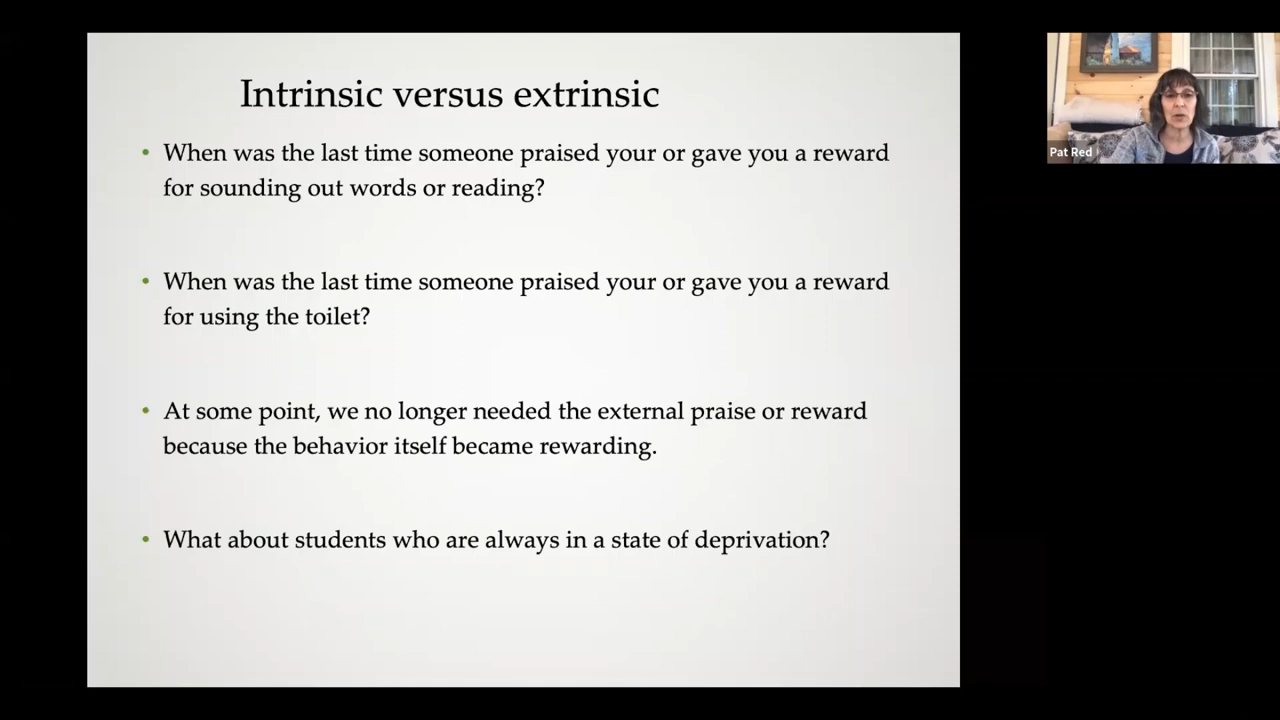 Intrinsic versus extrinsic
• When was the last time someone praised your or gave you a reward
for sounding out words or reading?
• When was the last time someone praised your or gave you a reward
for using the toilet?
• At some point, we no longer needed the external praise or reward
because the behavior itself became rewarding.
• What about students who are always in a state of deprivation?
Pat Red